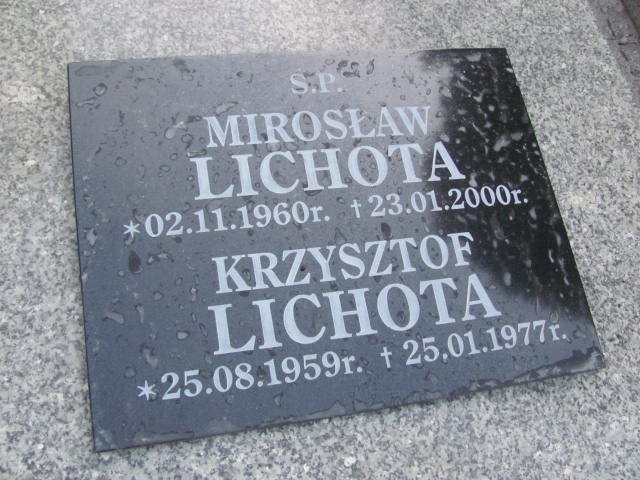 S.P.
MIROSŁAW
LICHOTA
*02.11.1960r. †23.01.2000r.
KRZYSZTOF
LICHOTA
*25.08.1959r. †25.01.1977r.